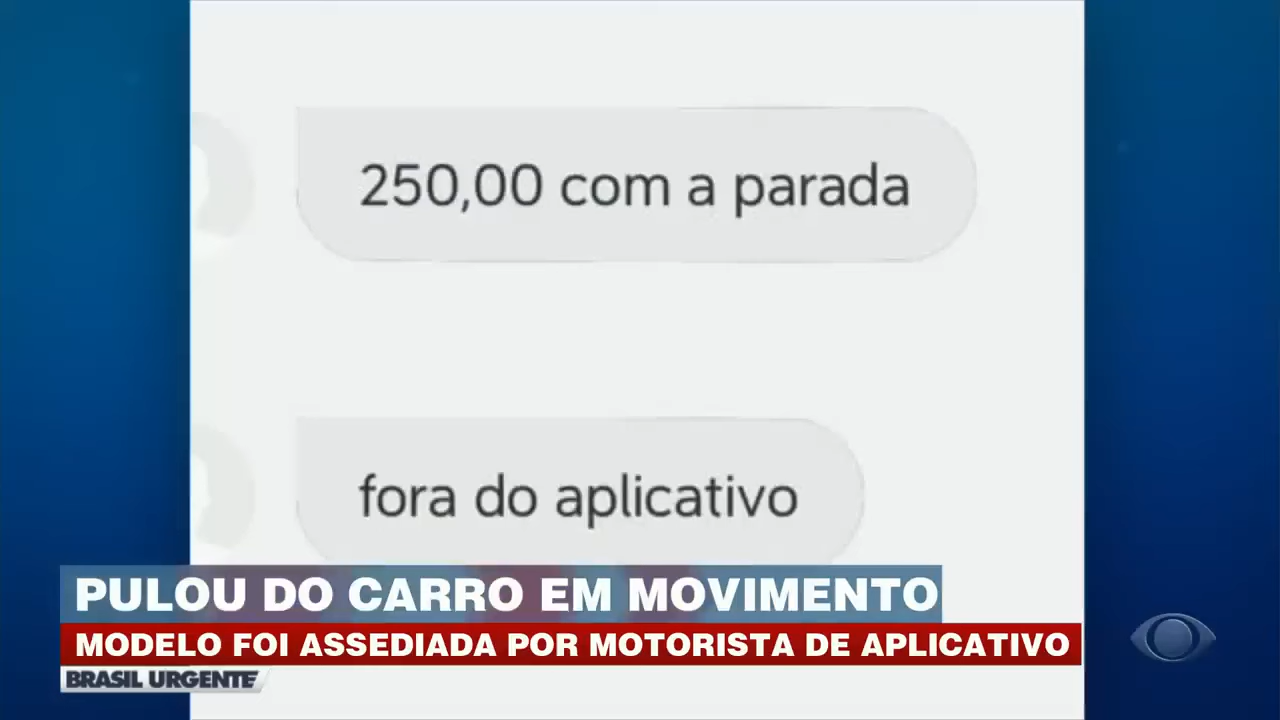 250,00 com a parada
fora do aplicativo
PULOU DO CARRO EM MOVIMENTO
MODELO FOI ASSEDIADA POR MOTORISTA DE APLICATIVO
BRASIL URGENTE